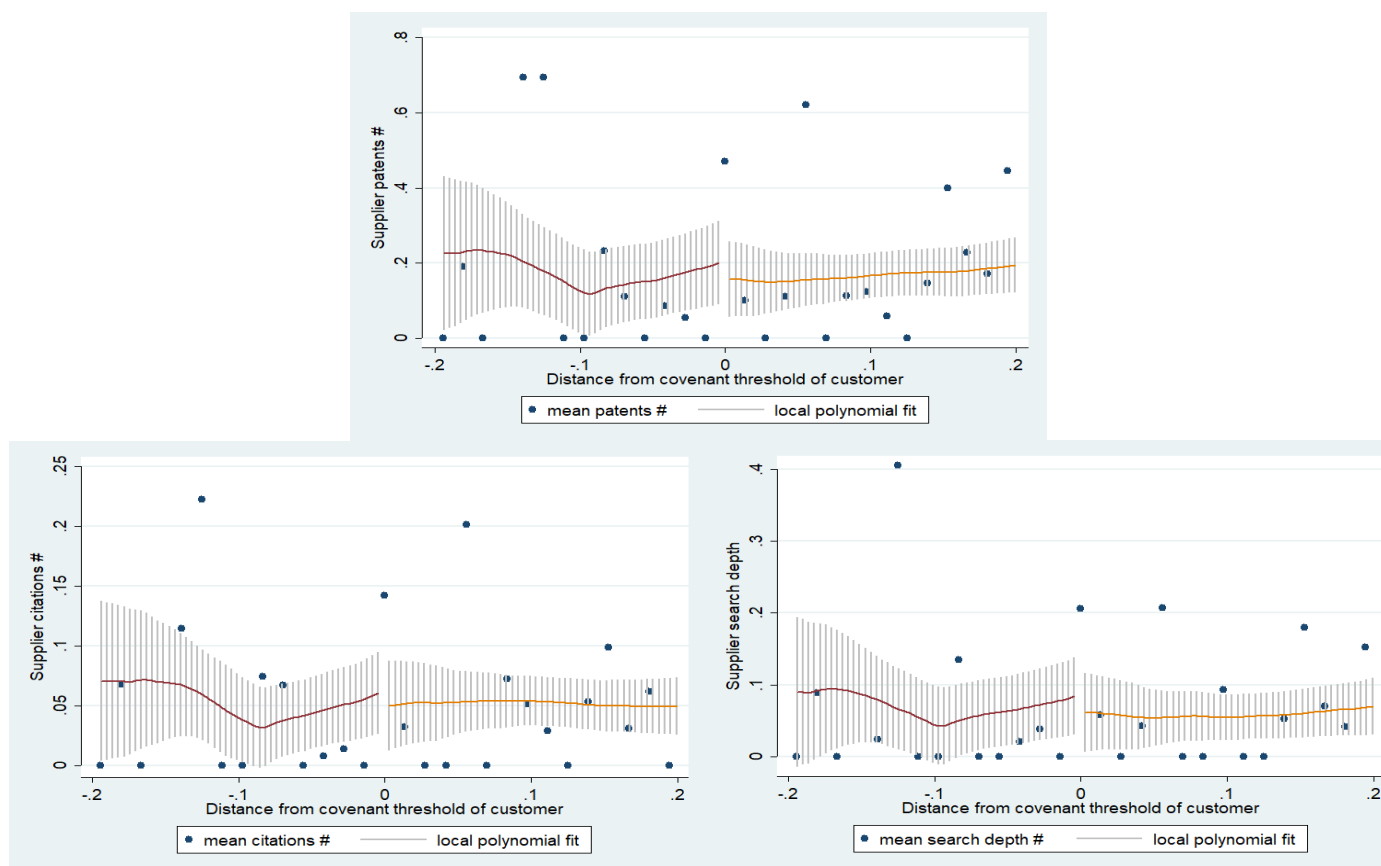 .8
.6
.4
.2
0
Supplier patents #
-.2 -.1 0 .1 .2
Distance from covenant threshold of customer
mean patents # local polynomial fit
.25
.2
.15
.1
.05
0
Supplier citations #
-.2 -.1 0 .1 .2
Distance from covenant threshold of customer
mean citations # local polynomial fit
.4
.3
.2
.1
0
Supplier search depth
-.2 -.1 0 .1 .2
Distance from covenant threshold of customer
mean search depth # local polynomial fit